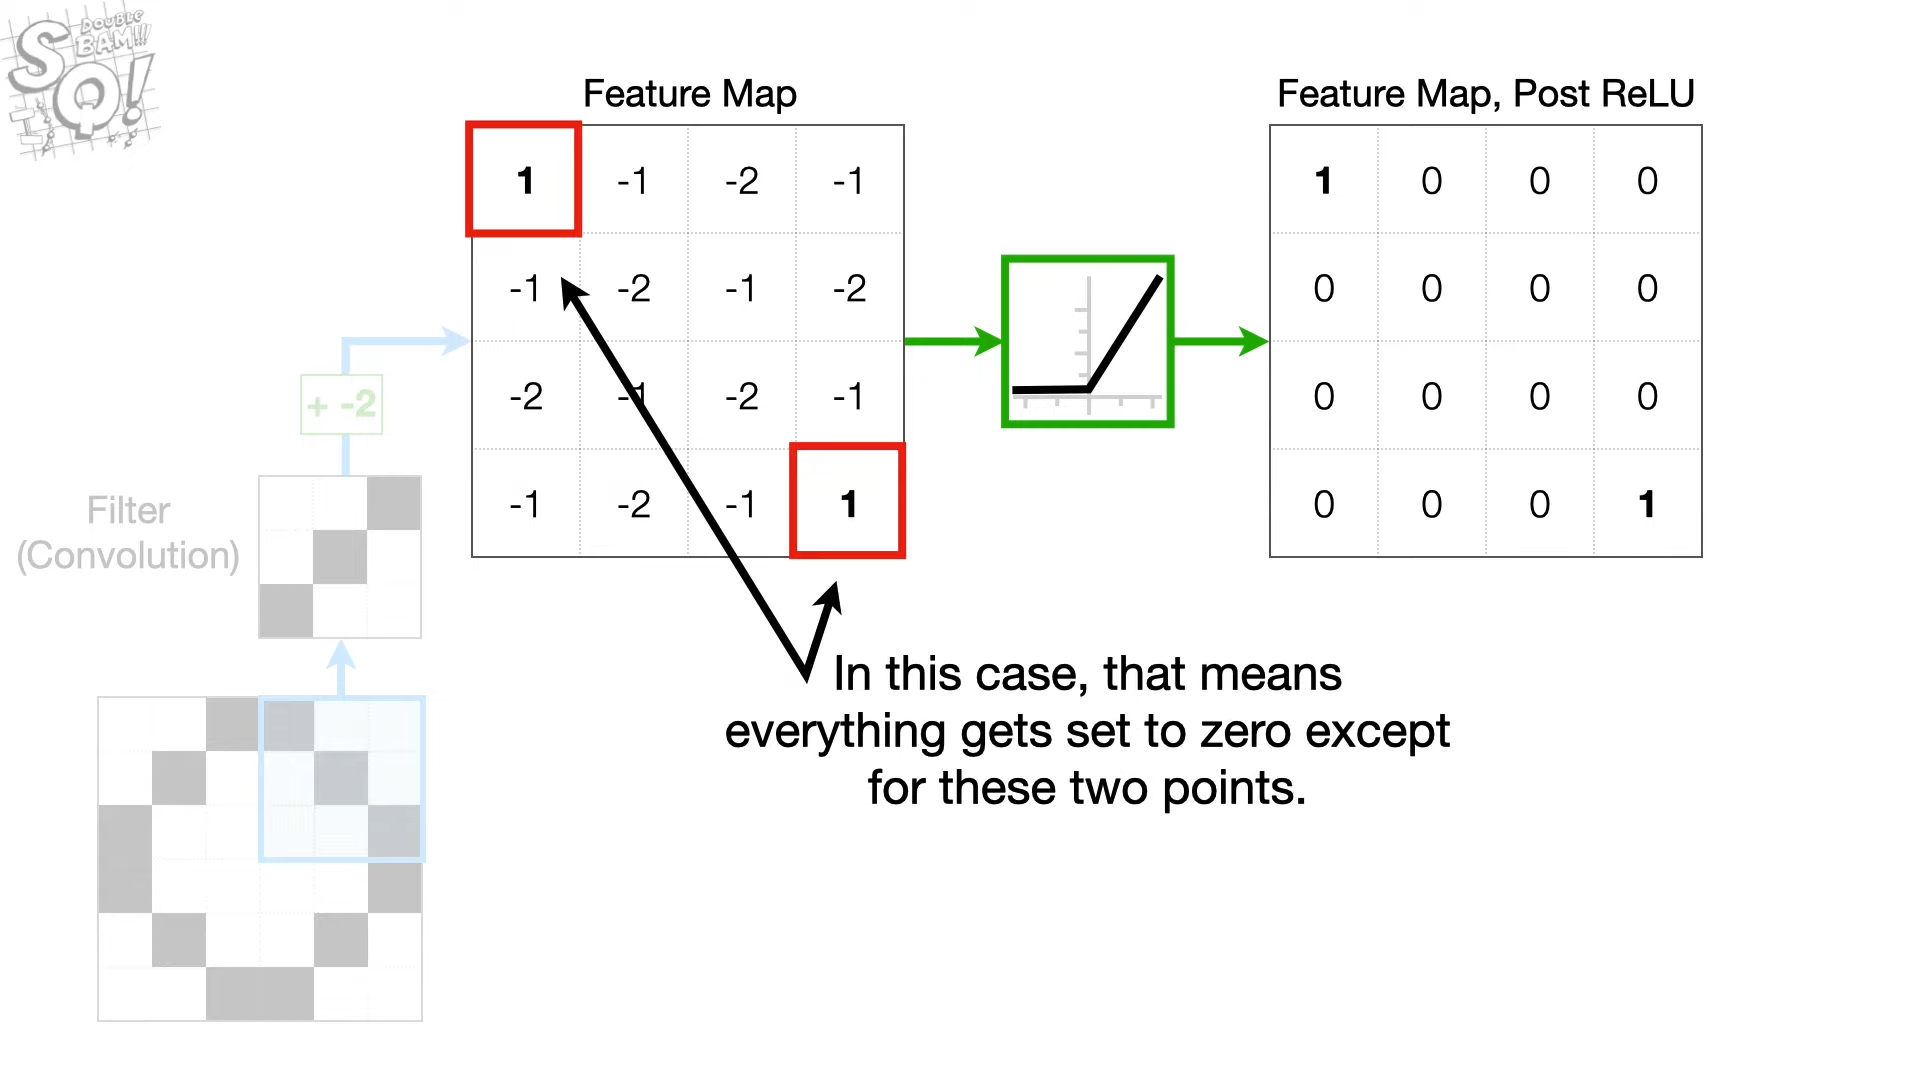 DOUBLE
BAM!!!
SQ!
Feature Map
Feature Map, Post ReLU
1 -1 -2 -1
-1 -2 -1 -2
-2 -1 -2 -1
-1 -2 -1 1
1 0 0 0
0 0 0 0
0 0 0 0
0 0 0 1
+ -2
Filter
(Convolution)
In this case, that means
everything gets set to zero except
for these two points.